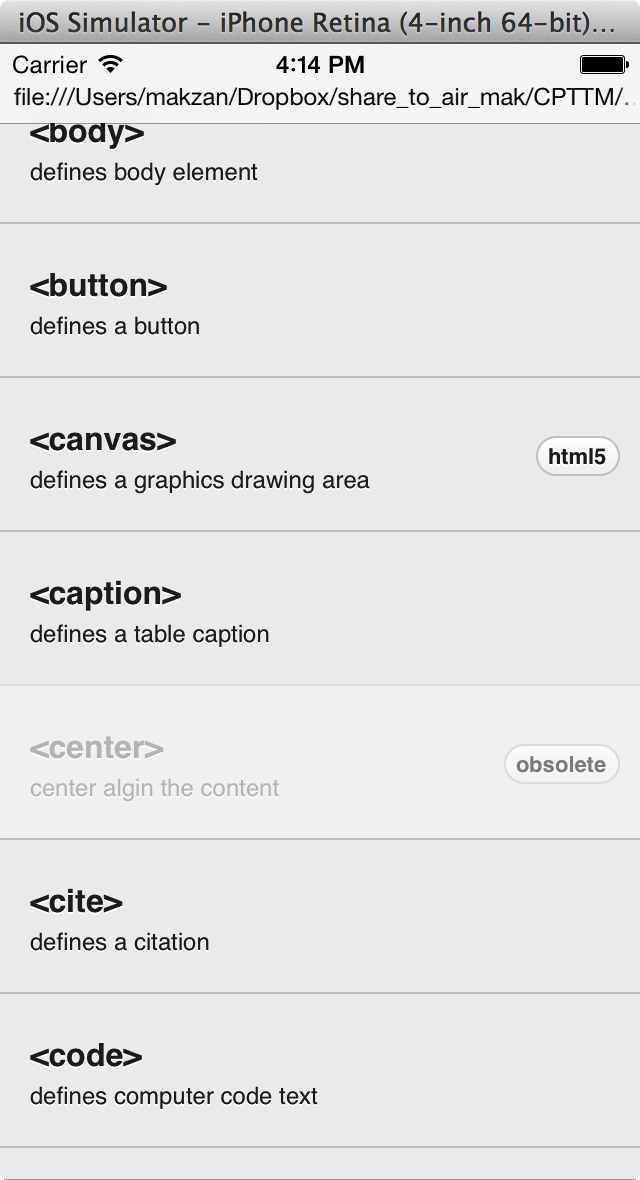 iOS Simulator – iPhone Retina (4-inch 64-bit)...
Carrier 4:14 PM
file:///Users/makzan/Dropbox/share_to_air_mak/CPTTM/...
<body>
defines body element
<button>
defines a button
<canvas>
defines a graphics drawing area
html5
<caption>
defines a table caption
<center>
center algin the content
obsolete
<cite>
defines a citation
<code>
defines computer code text